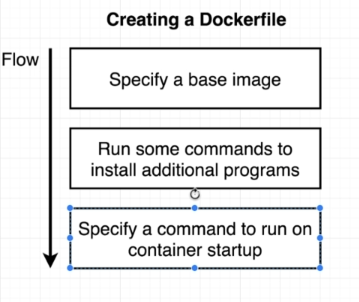 Creating a Dockerfile
Flow
Specify a base image
Run some commands to
install additional programs
Specify a command to run on
container startup